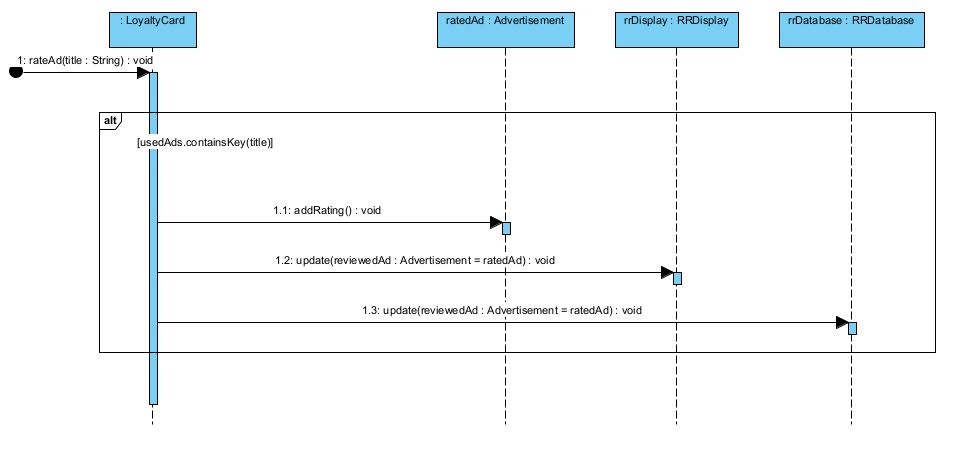 : LoyaltyCard
ratedAd : Advertisement
rrDisplay : RRDisplay
rrDatabase : RRDatabase
1: rateAd(title : String) : void
alt
[usedAds.containsKey(title)]
1.1: addRating() : void
1.2: update(reviewedAd : Advertisement = ratedAd) : void
1.3: update(reviewedAd : Advertisement = ratedAd) : void